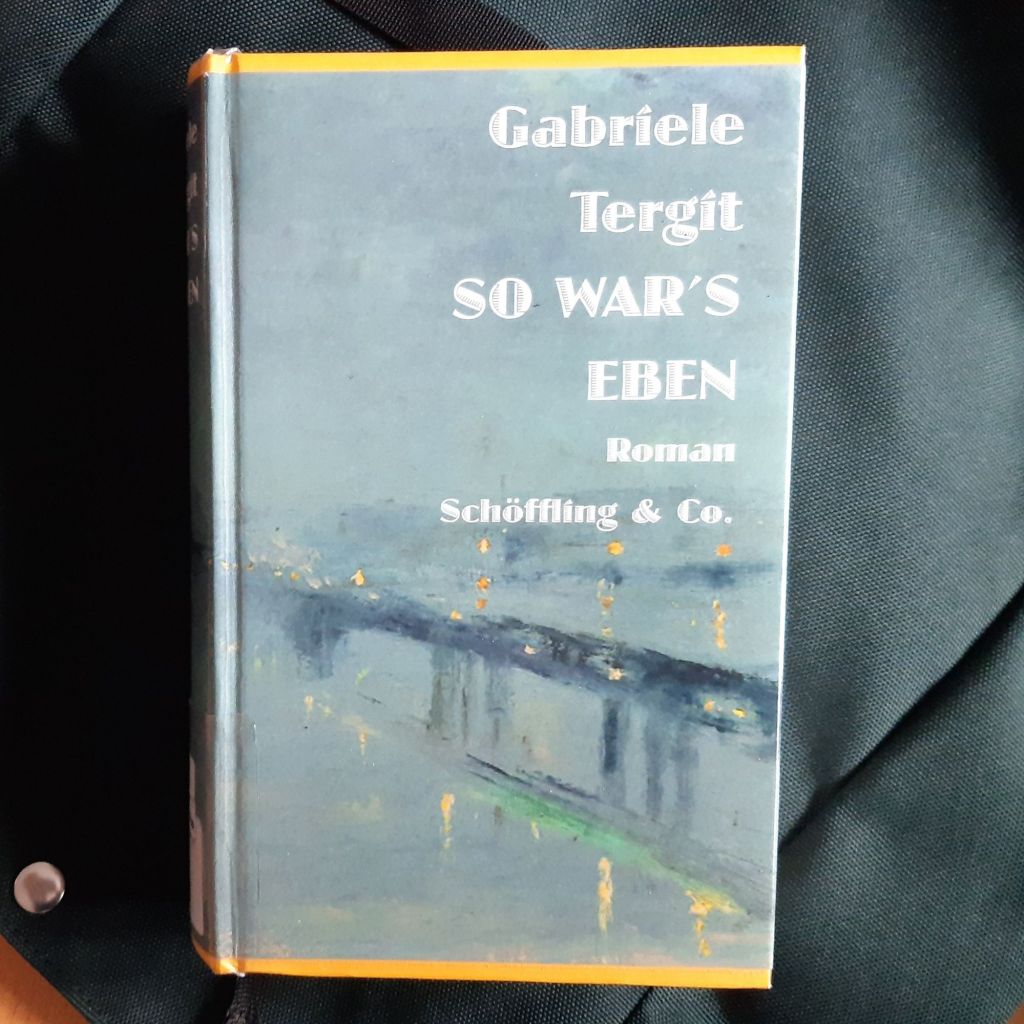 Gabriele
Tergit
SO WAR´S
EBEN
Roman
Schöffling & Co.